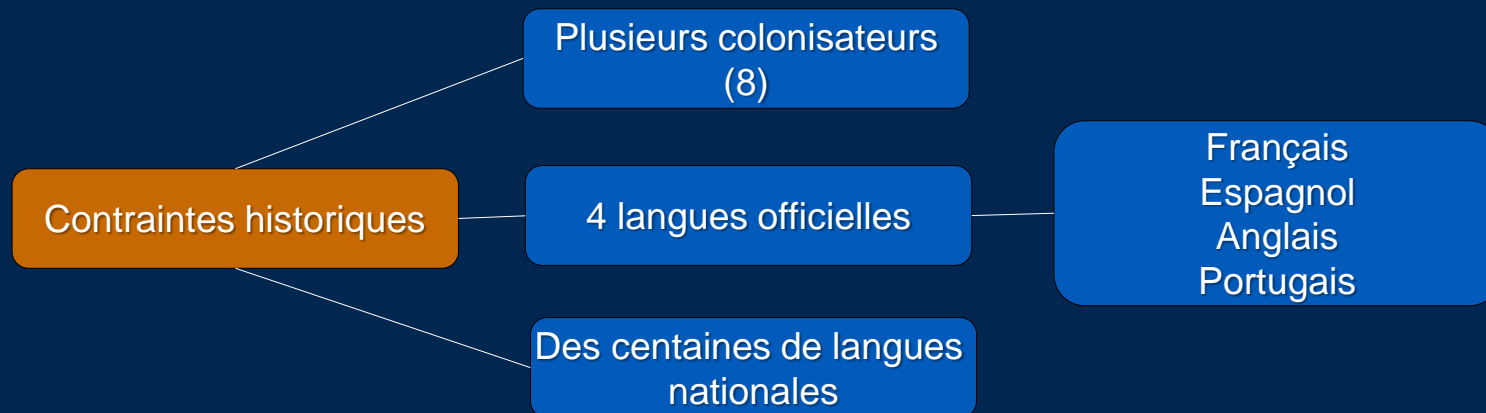 Plusieurs colonisateurs
(8)
Contraintes historiques
4 langues officielles
Français
Espagnol
Anglais
Portugais
Des centaines de langues
nationales